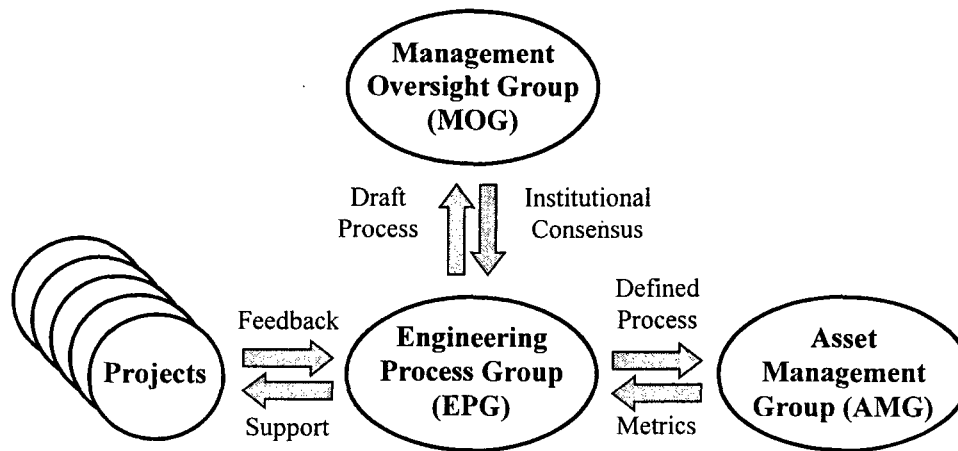 Management
Oversight Group
(MOG)
Draft
Process
Institutional
Consensus
Projects
Feedback
Support
Engineering
Process Group
(EPG)
Defined
Process
Metrics
Asset
Management
Group (AMG)